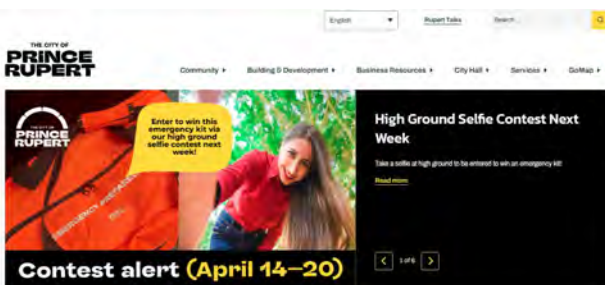 English
Rupert Talks
Search
THE CITY OF
PRINCE
RUPERT
Community
Building & Development
Business Resources
City Hall
Services
GoMap
THE CITY OF
PRINCE
RUPERT
Enter to win this
emergency kit via
our high ground
selfie contest next
week!
EMERGENCY PREPARED
High Ground Selfie Contest Next
Week
Take a selfie at high ground to be entered to win an emergency kit!
Read more
1 of 6
Contest alert (April 14–20)